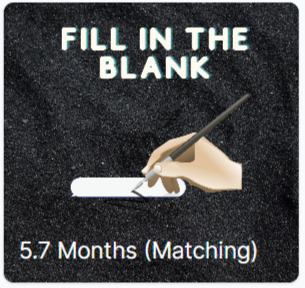 FILL IN THE
BLANK
5.7 Months (Matching)